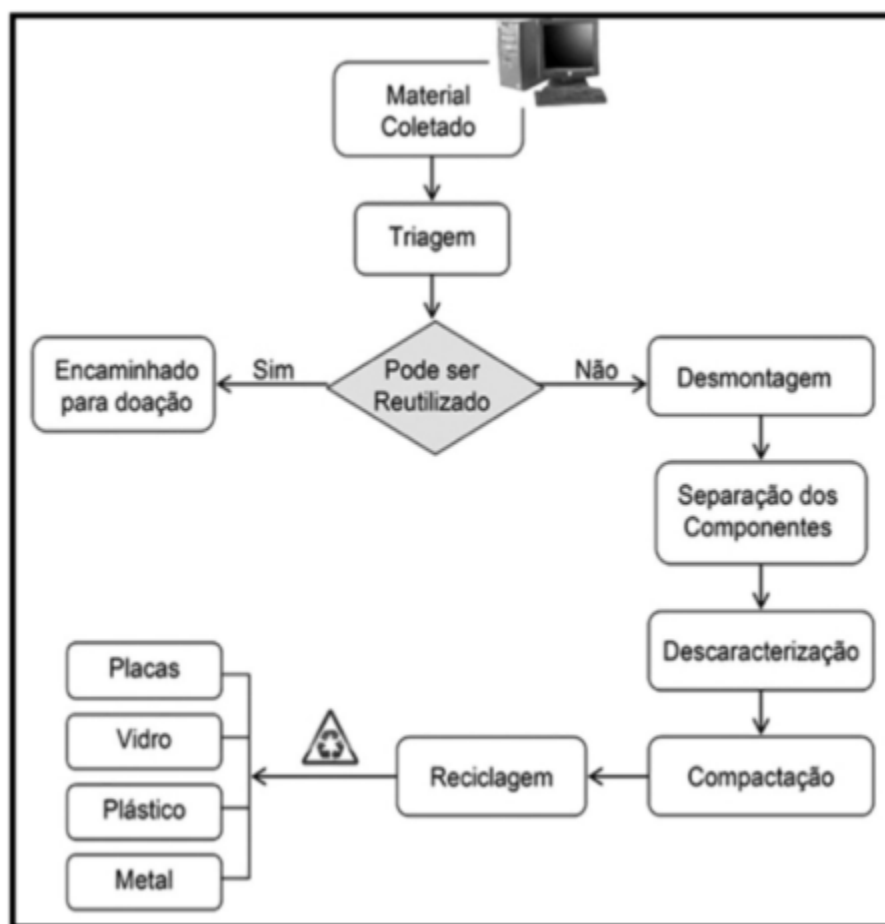 Material
Coletado
Triagem
Encaminhado
para doação
Sim
Pode ser
Reutilizado
Não
Desmontagem
Separação dos
Componentes
Descaracterização
Compactação
Reciclagem
Placas
Vidro
Plástico
Metal